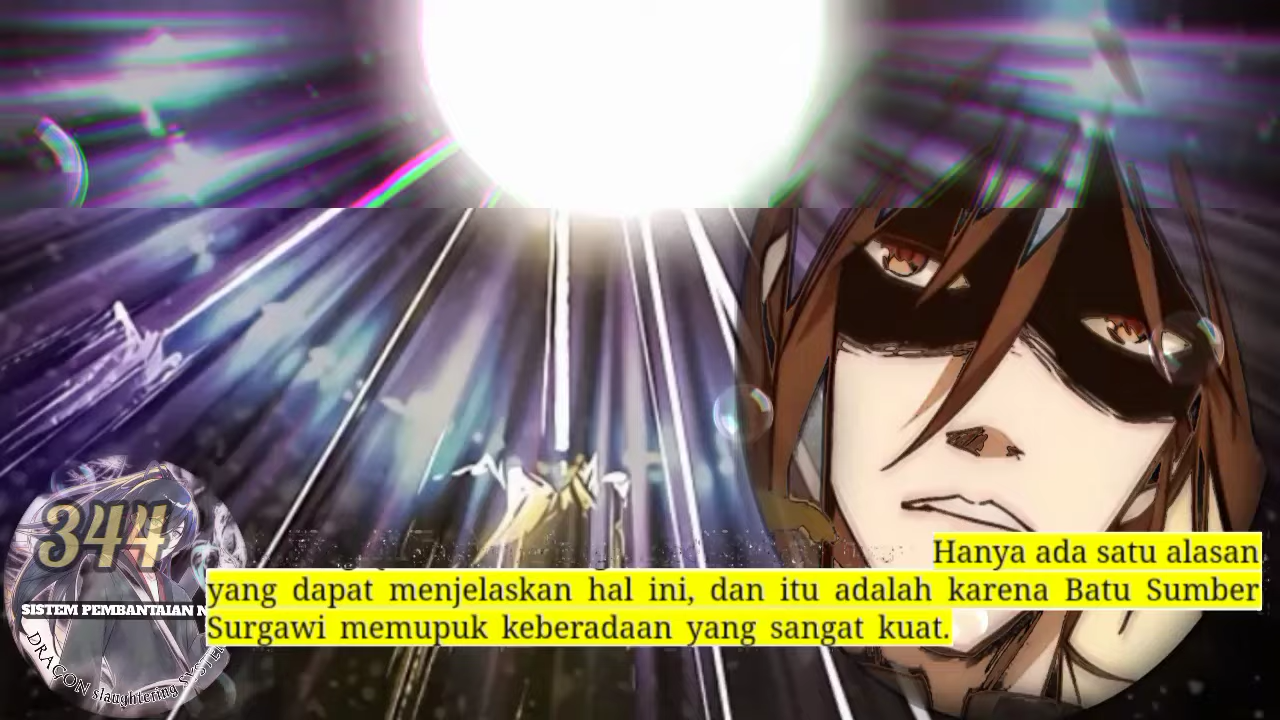 Hanya ada satu alasan
yang dapat menjelaskan hal ini, dan itu adalah karena Batu Sumber
Surgawi memupuk keberadaan yang sangat kuat.
344
SISTEM PEMBANTAIAN N
DRAGON slaughtering SYSTEM